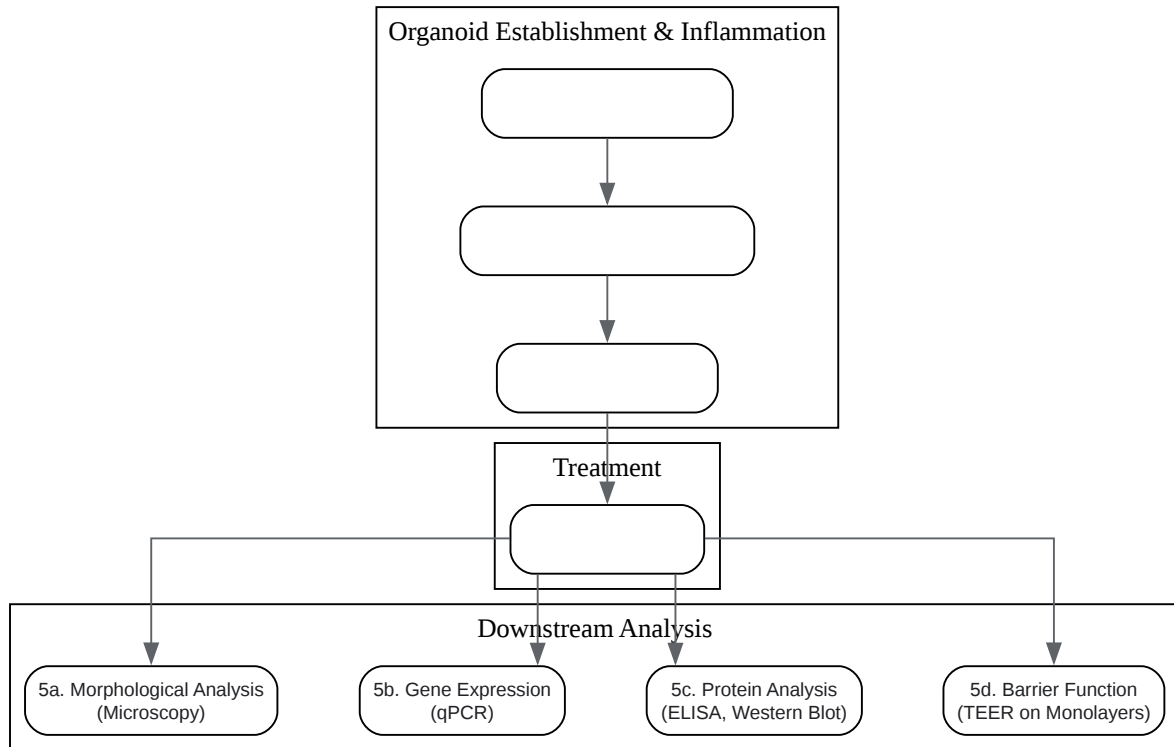 Organoid Establishment & Inflammation
Treatment
Downstream Analysis
5a. Morphological Analysis
(Microscopy)
5b. Gene Expression
(qPCR)
5c. Protein Analysis
(ELISA, Western Blot)
5d. Barrier Function
(TEER on Monolayers)